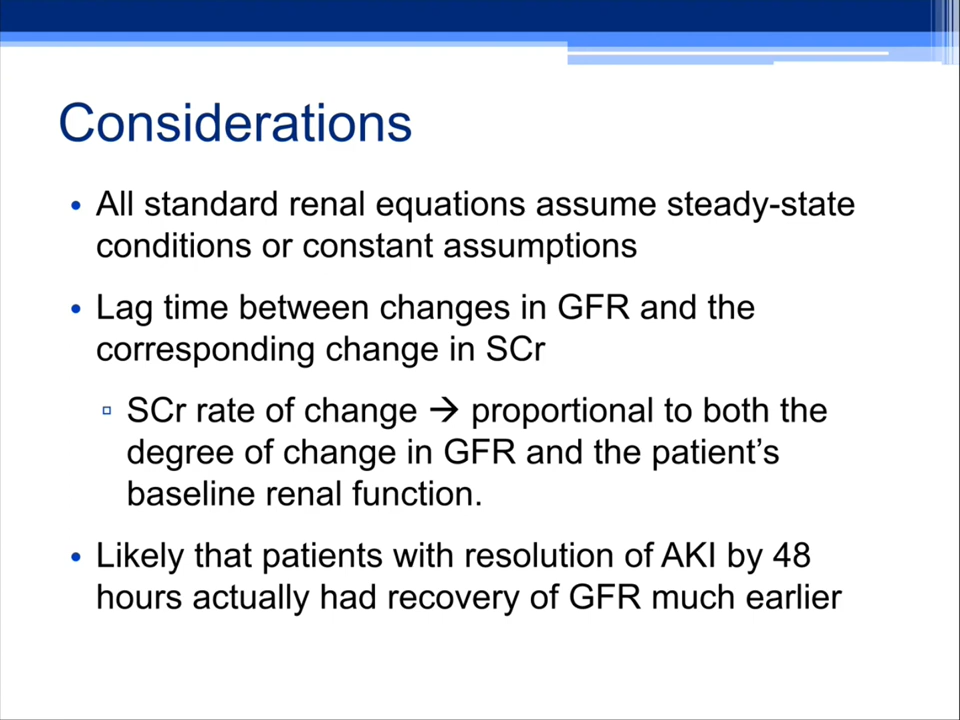 Considerations
• All standard renal equations assume steady-state
conditions or constant assumptions
• Lag time between changes in GFR and the
corresponding change in SCr
▫ SCr rate of change → proportional to both the
degree of change in GFR and the patient’s
baseline renal function.
• Likely that patients with resolution of AKI by 48
hours actually had recovery of GFR much earlier